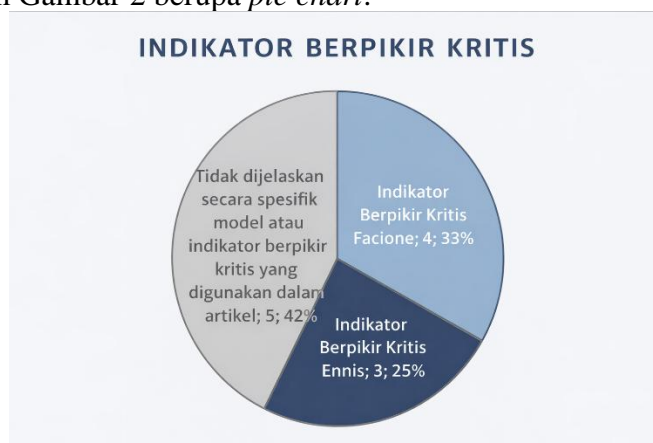 Gambar 2 berupa pie chart.
INDIKATOR BERPIKIR KRITIS
Tidak dijelaskan
secara spesifik
model atau
indikator berpikir
kritis yang
digunakan dalam
artikel; 5; 42%
Indikator
Berpikir Kritis
Facione; 4; 33%
Indikator
Berpikir Kritis
Ennis; 3; 25%